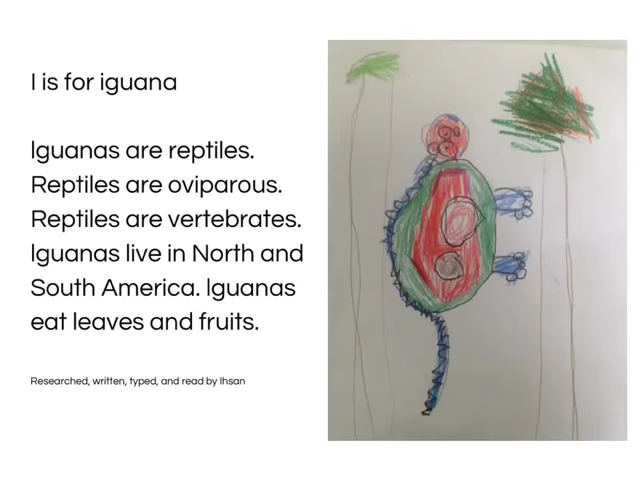 I is for iguana
Iguanas are reptiles.
Reptiles are oviparous.
Reptiles are vertebrates.
Iguanas live in North and
South America. Iguanas
eat leaves and fruits.
Researched, written, typed, and read by Ihsan